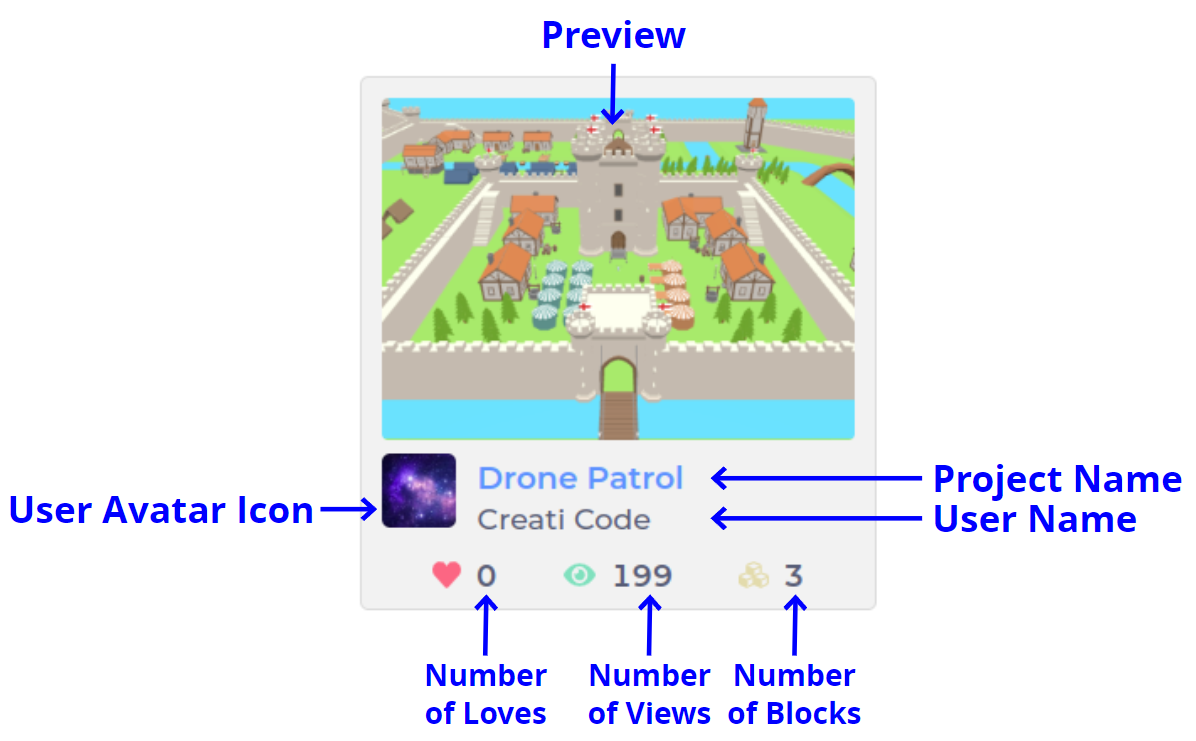 Preview
Drone Patrol
Project Name
User Avatar Icon
Creati Code
User Name
0
199
3
Number
of Loves
Number
of Views
Number
of Blocks